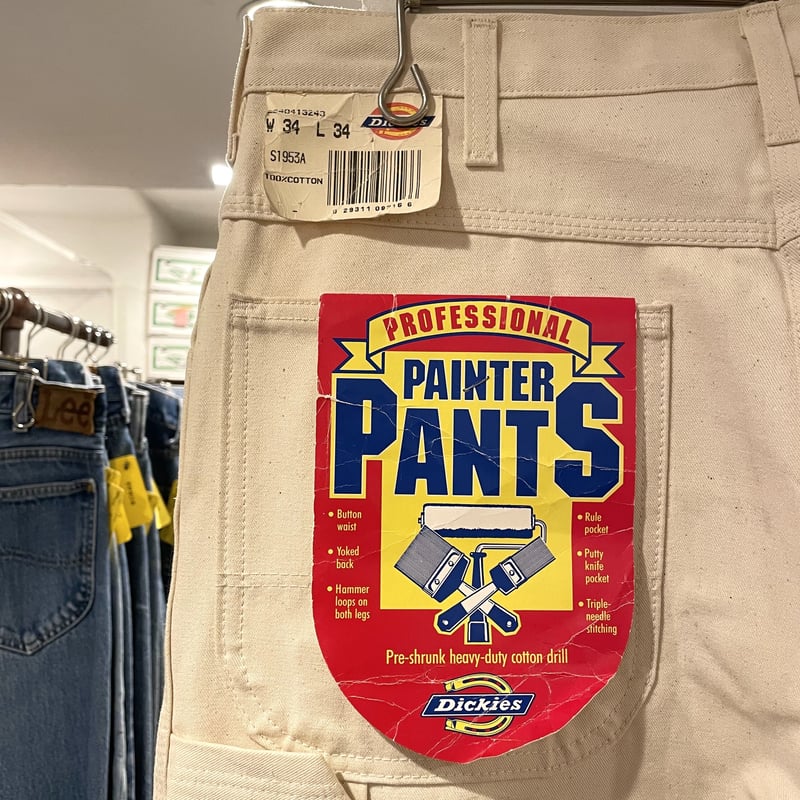 W 34 L 34
Dickies
S1953A
100%COTTON
PROFESSIONAL
PAINTER
PANTS
• Button
waist
• Yoked
back
• Hammer
loops on
both legs
• Rule
pocket
• Putty
knife
pocket
• Triple-
needle
stitching
Pre-shrunk heavy-duty cotton drill
Dickies
Lee